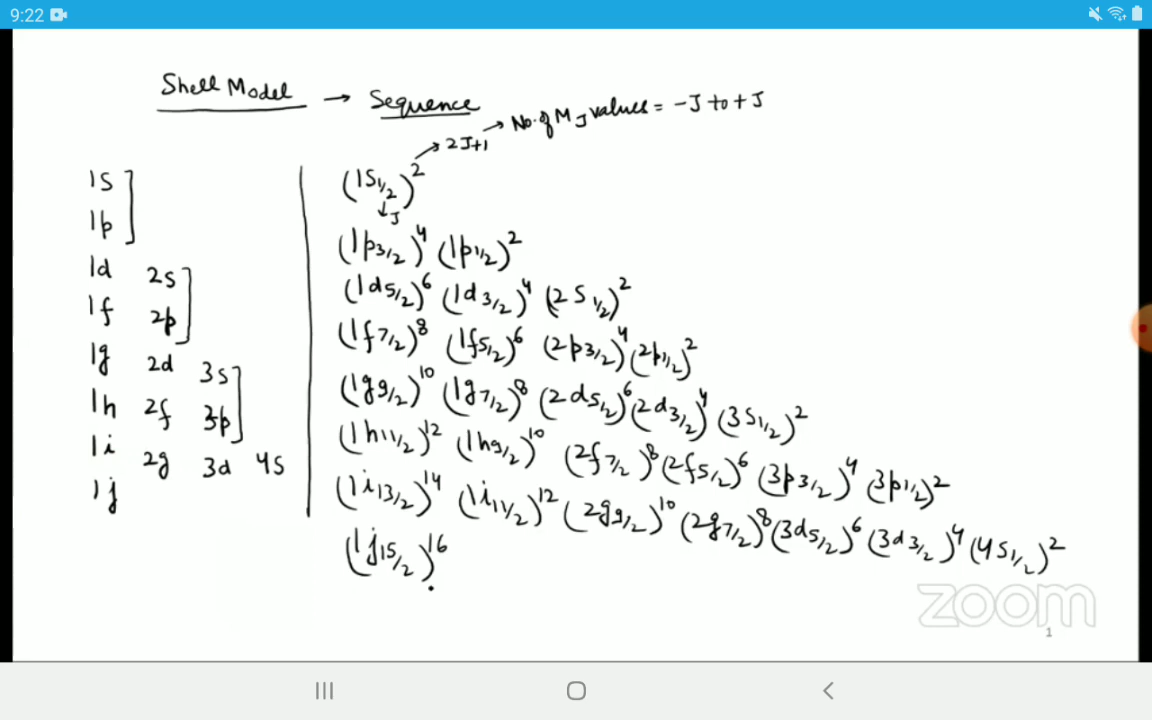 9:22
Shell Model → Sequence → No. of M_J values = -J to +J
→ 2J+1
1s
1p
1d 2s
1f 2p
1g 2d 3s
1h 2f 3p
1i 2g 3d 4s
1j
(1s1/2)^2
↓J
(1p3/2)^4 (1p1/2)^2
(1d5/2)^6 (1d3/2)^4 (2s1/2)^2
(1f7/2)^8 (1f5/2)^6 (2p3/2)^4 (2p1/2)^2
(1g9/2)^10 (1g7/2)^8 (2d5/2)^6 (2d3/2)^4 (3s1/2)^2
(1h11/2)^12 (1h9/2)^10 (2f7/2)^8 (2f5/2)^6 (3p3/2)^4 (3p1/2)^2
(1i13/2)^14 (1i11/2)^12 (2g9/2)^10 (2g7/2)^8 (3d5/2)^6 (3d3/2)^4 (4s1/2)^2
(1j15/2)^16
zoom
1